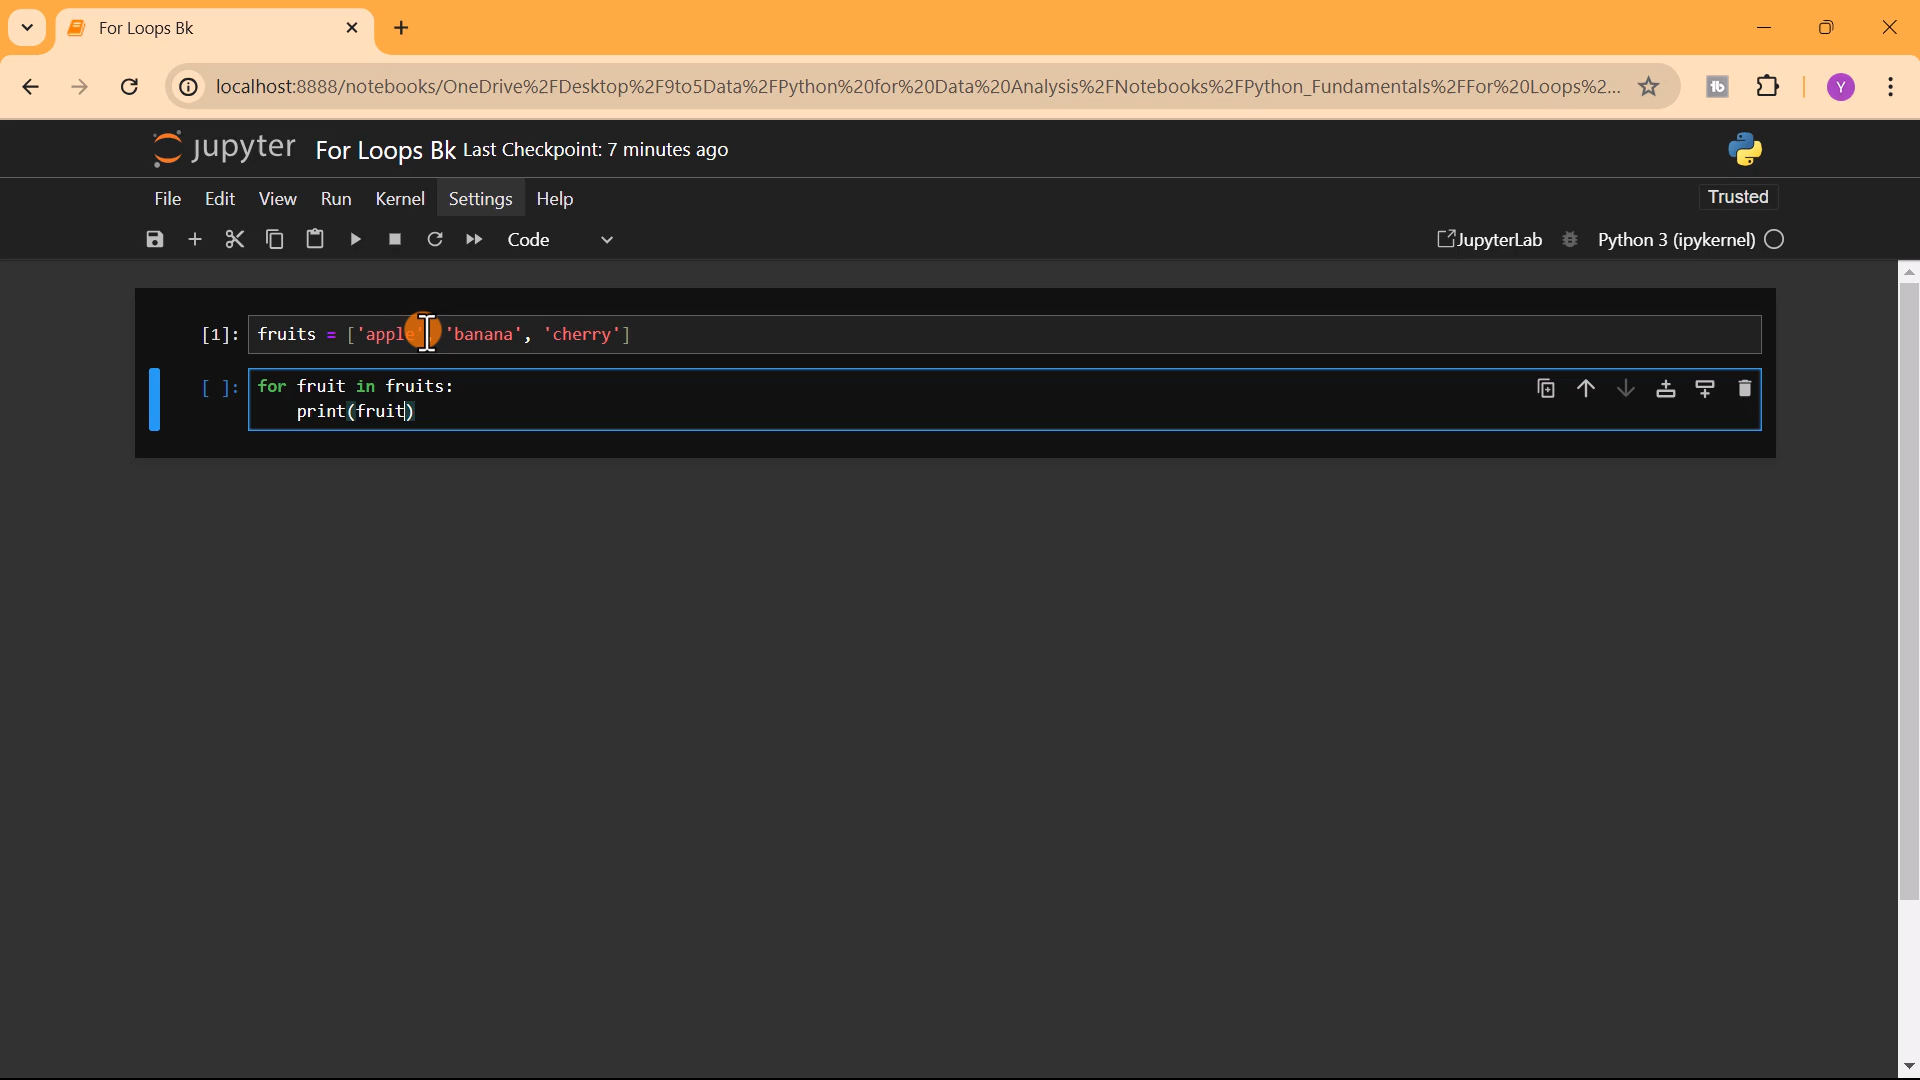 For Loops Bk
localhost:8888/notebooks/OneDrive%2FDesktop%2F9to5Data%2FPython%20for%20Data%20Analysis%2FNotebooks%2FPython_Fundamentals%2FFor%20Loops%2...
Y
jupyter For Loops Bk Last Checkpoint: 7 minutes ago
File Edit View Run Kernel Settings Help Trusted
Code JupyterLab Python 3 (ipykernel)
[1]: fruits = ['apple' 'banana', 'cherry']
[ ]: for fruit in fruits:
print(fruit)